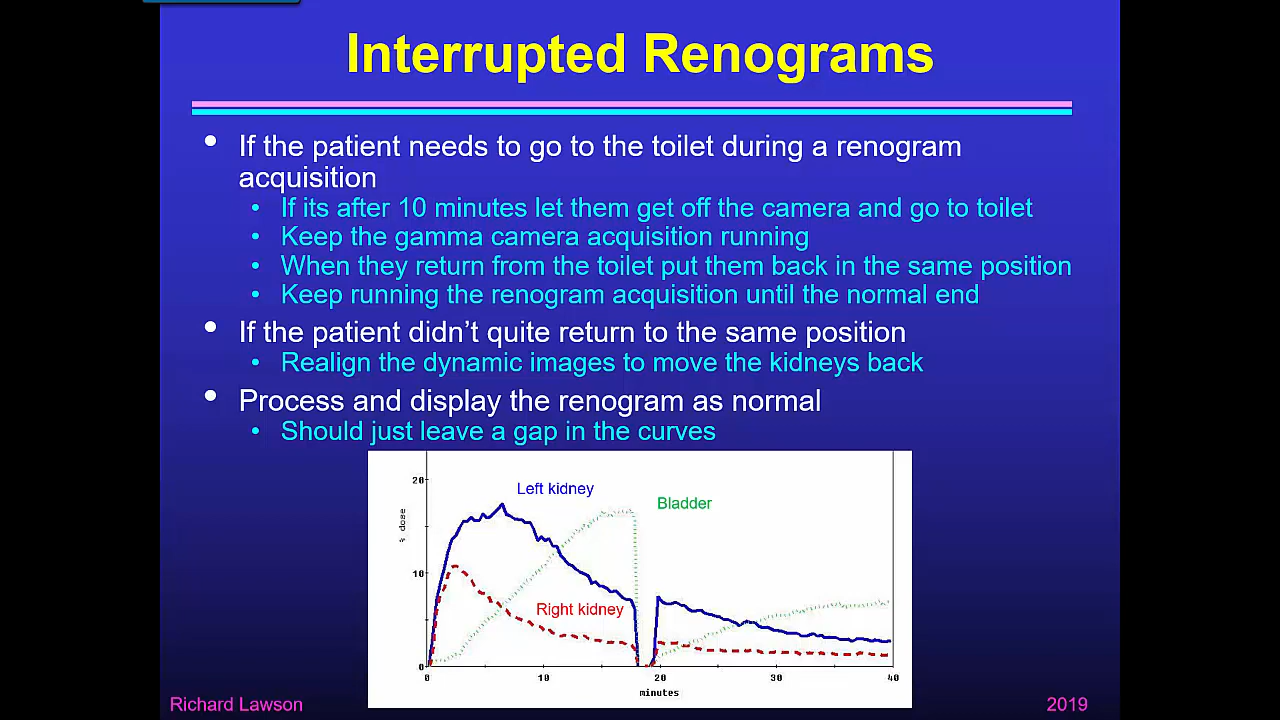 Interrupted Renograms
• If the patient needs to go to the toilet during a renogram
acquisition
• If its after 10 minutes let them get off the camera and go to toilet
• Keep the gamma camera acquisition running
• When they return from the toilet put them back in the same position
• Keep running the renogram acquisition until the normal end
• If the patient didn’t quite return to the same position
• Realign the dynamic images to move the kidneys back
• Process and display the renogram as normal
• Should just leave a gap in the curves
20
Left kidney
Bladder
% dose
10
Right kidney
0
0 10 20 30 40
minutes
Richard Lawson
2019